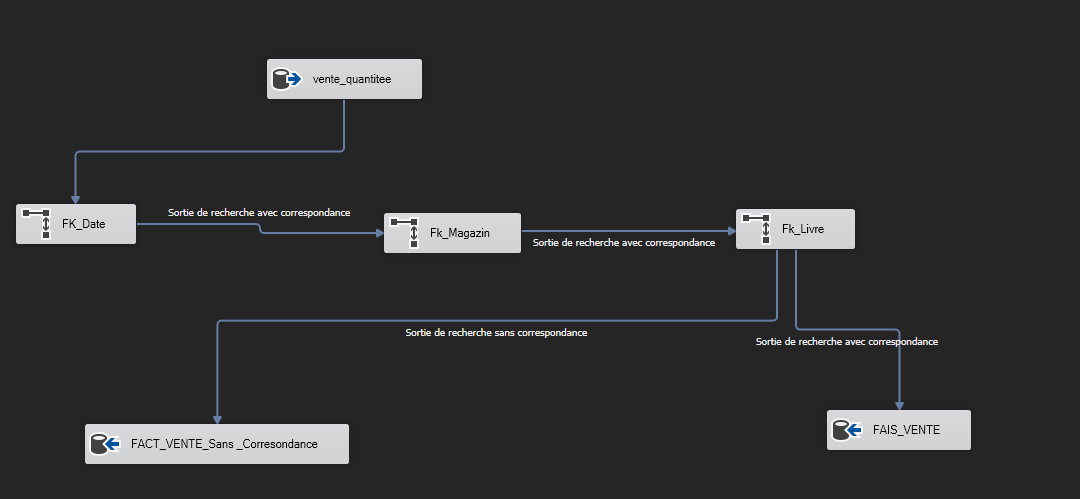 vente_quantitee
FK_Date
Sortie de recherche avec correspondance
Fk_Magazin
Sortie de recherche avec correspondance
Fk_Livre
Sortie de recherche sans correspondance
Sortie de recherche avec correspondance
FACT_VENTE_Sans _Corresondance
FAIS_VENTE